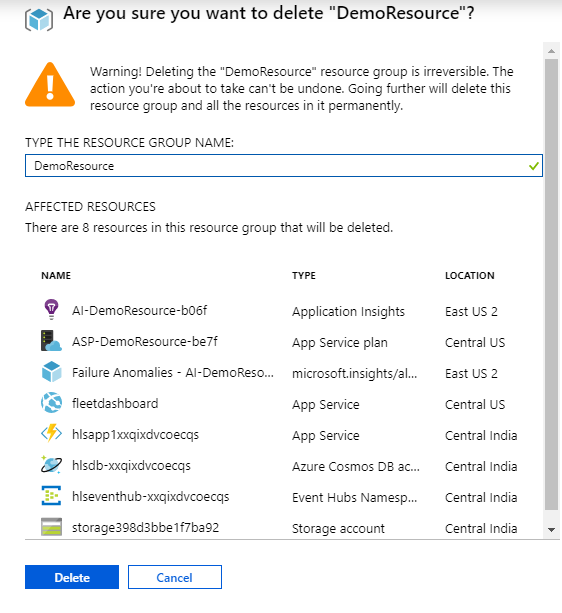 Are you sure you want to delete "DemoResource"?
Warning! Deleting the "DemoResource" resource group is irreversible. The
action you're about to take can't be undone. Going further will delete this
resource group and all the resources in it permanently.
TYPE THE RESOURCE GROUP NAME:
DemoResource
AFFECTED RESOURCES
There are 8 resources in this resource group that will be deleted.
NAME TYPE LOCATION
AI-DemoResource-b06f Application Insights East US 2
ASP-DemoResource-be7f App Service plan Central US
Failure Anomalies - AI-DemoReso... microsoft.insights/al... East US 2
fleetdashboard App Service Central US
hlsapp1xxqixdvcoecqs App Service Central India
hlsdb-xxqixdvcoecqs Azure Cosmos DB ac... Central India
hlseventhub-xxqixdvcoecqs Event Hubs Namesp... Central India
storage398d3bbe1f7ba92 Storage account Central India
Delete Cancel